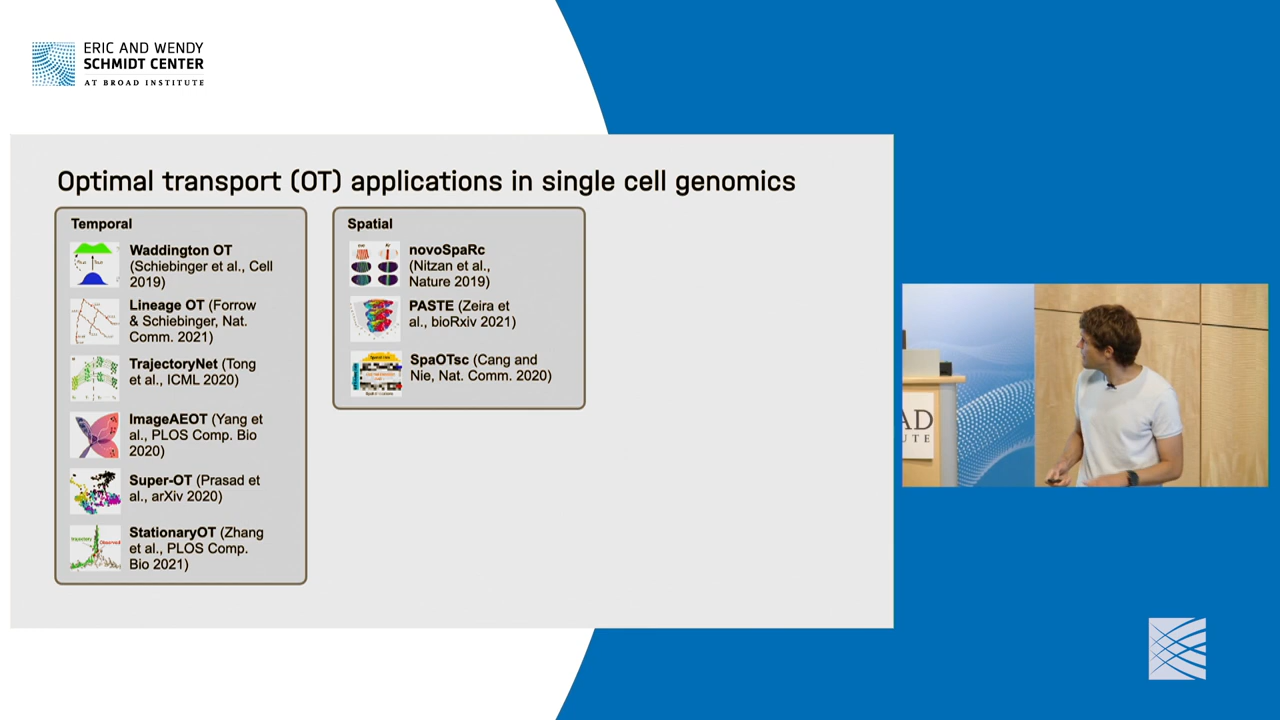 ERIC AND WENDY
SCHMIDT CENTER
AT BROAD INSTITUTE
Optimal transport (OT) applications in single cell genomics
Temporal
Waddington OT
(Schiebinger et al., Cell
2019)
Lineage OT (Forrow
& Schiebinger, Nat.
Comm. 2021)
TrajectoryNet (Tong
et al., ICML 2020)
ImageAEOT (Yang et
al., PLOS Comp. Bio
2020)
Super-OT (Prasad et
al., arXiv 2020)
StationaryOT (Zhang
et al., PLOS Comp.
Bio 2021)
Spatial
novoSpaRc
(Nitzan et al.,
Nature 2019)
PASTE (Zeira et
al., bioRxiv 2021)
SpaOTsc (Cang and
Nie, Nat. Comm. 2020)
AD
UTE